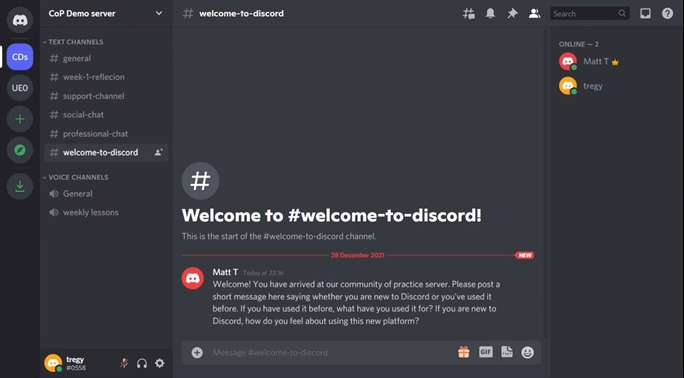 CoP Demo server
# welcome-to-discord
Search
CDs
UE0
TEXT CHANNELS
# general
# week-1-reflecion
# support-channel
# social-chat
# professional-chat
# welcome-to-discord
VOICE CHANNELS
General
weekly lessons
tregy
#0558
#
Welcome to #welcome-to-discord!
This is the start of the #welcome-to-discord channel.
28 December 2021
NEW
Matt T Today at 22:16
Welcome! You have arrived at our community of practice server. Please post a
short message here saying whether you are new to Discord or you've used it
before. If you have used it before, what have you used it for? If you are new to
Discord, how do you feel about using this new platform?
Message #welcome-to-discord
GIF
ONLINE — 2
Matt T
tregy